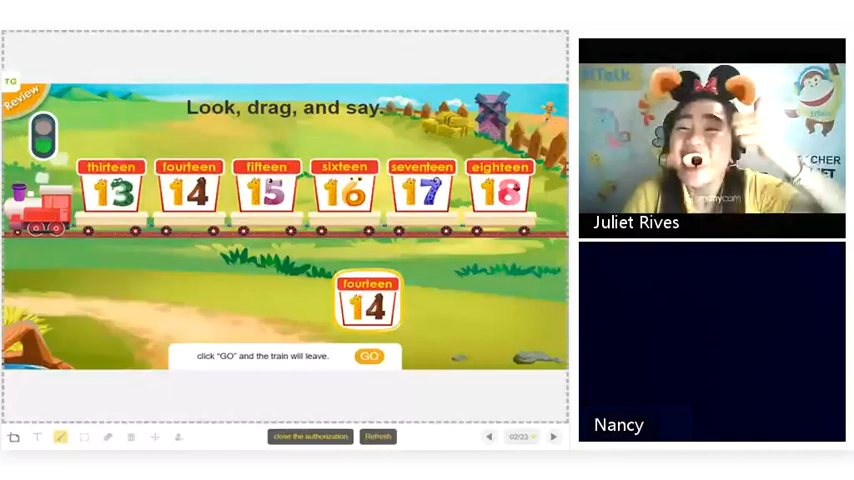 TG
Review
Look, drag, and say.
thirteen fourteen fifteen sixteen seventeen eighteen
13 14 15 16 17 18
fourteen
14
click "GO" and the train will leave. GO
close the authorization Refresh 02/23
Juliet Rives
Nancy